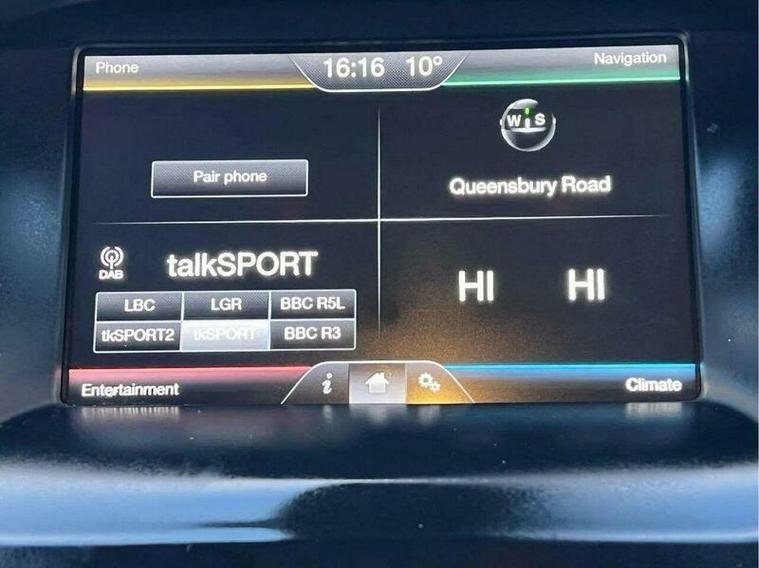 Phone
16:16 10°
Navigation
W S
Pair phone
Queensbury Road
DAB
talkSPORT
HI HI
LBC
LGR
BBC R5L
tkSPORT2
tkSPORT
BBC R3
Entertainment
i
Climate